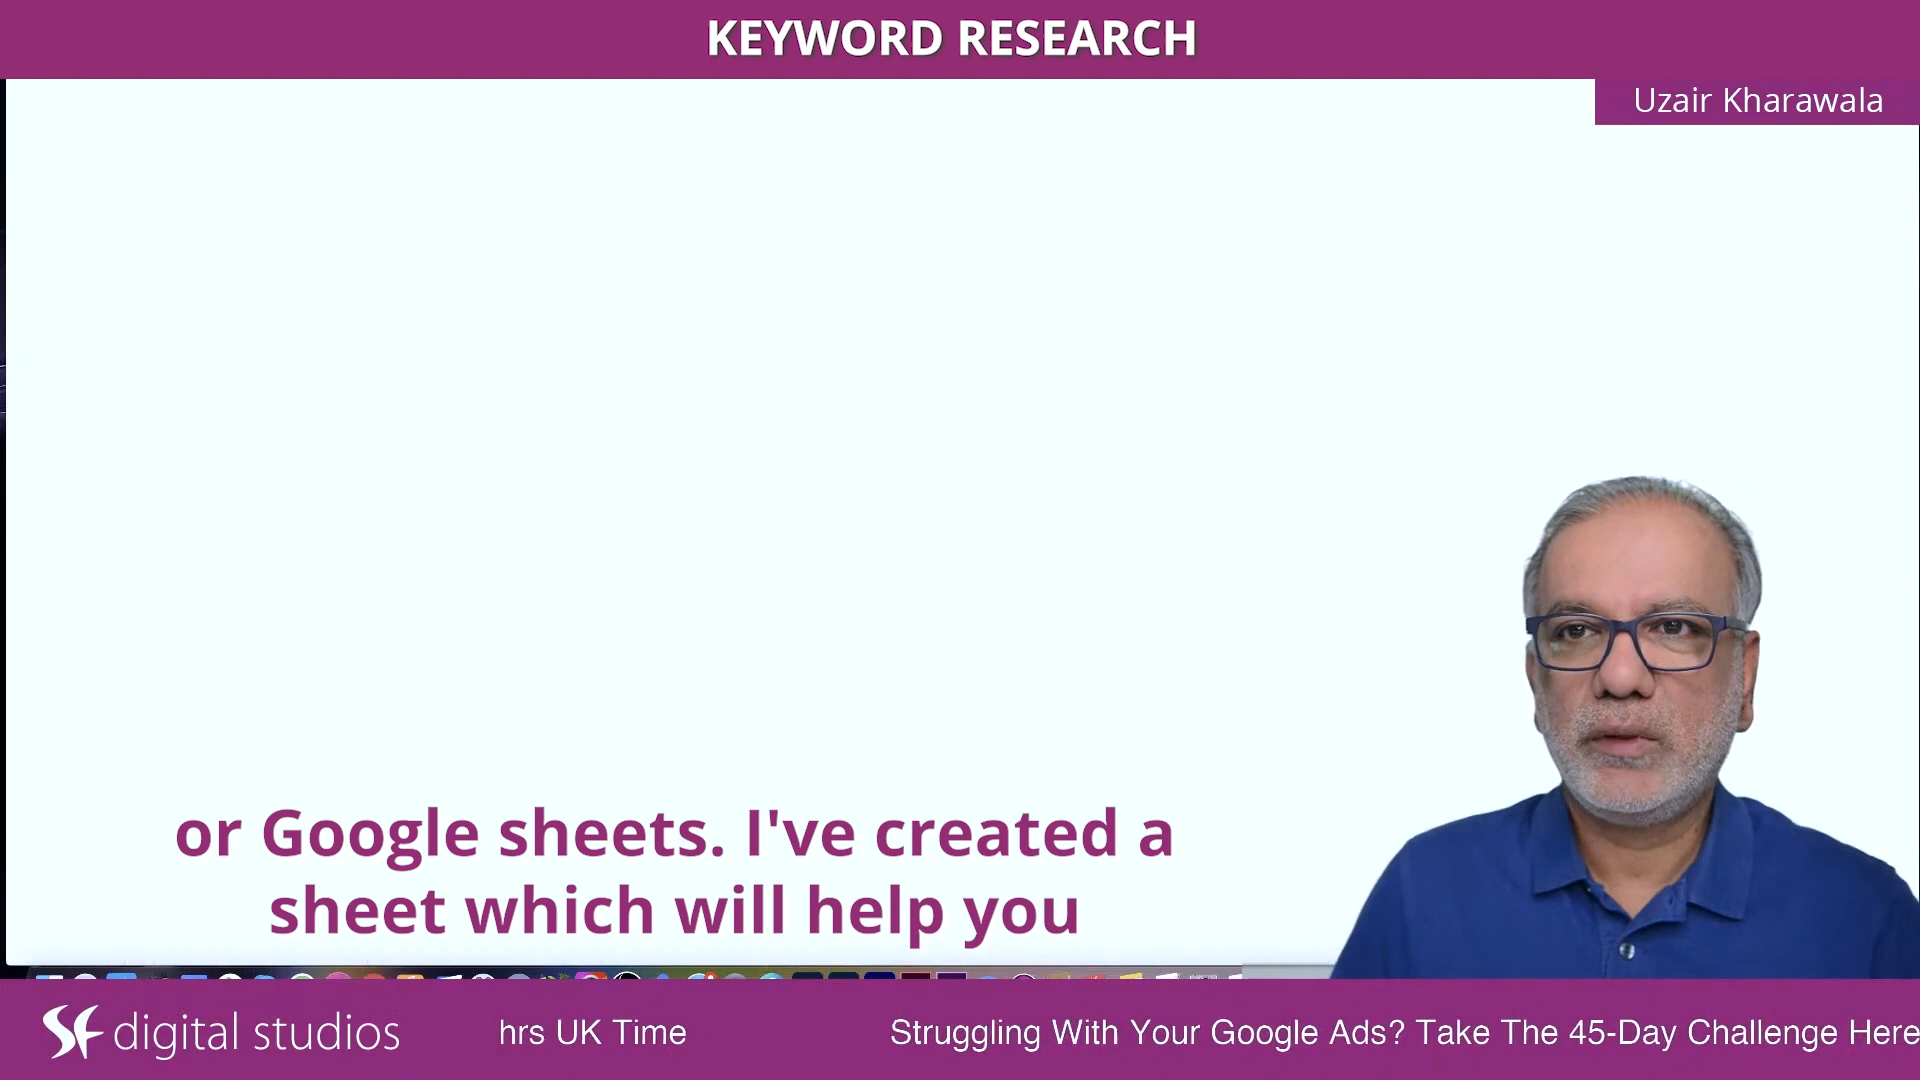 KEYWORD RESEARCH
Uzair Kharawala
or Google sheets. I've created a
sheet which will help you
SF digital studios
hrs UK Time
Struggling With Your Google Ads? Take The 45-Day Challenge Here